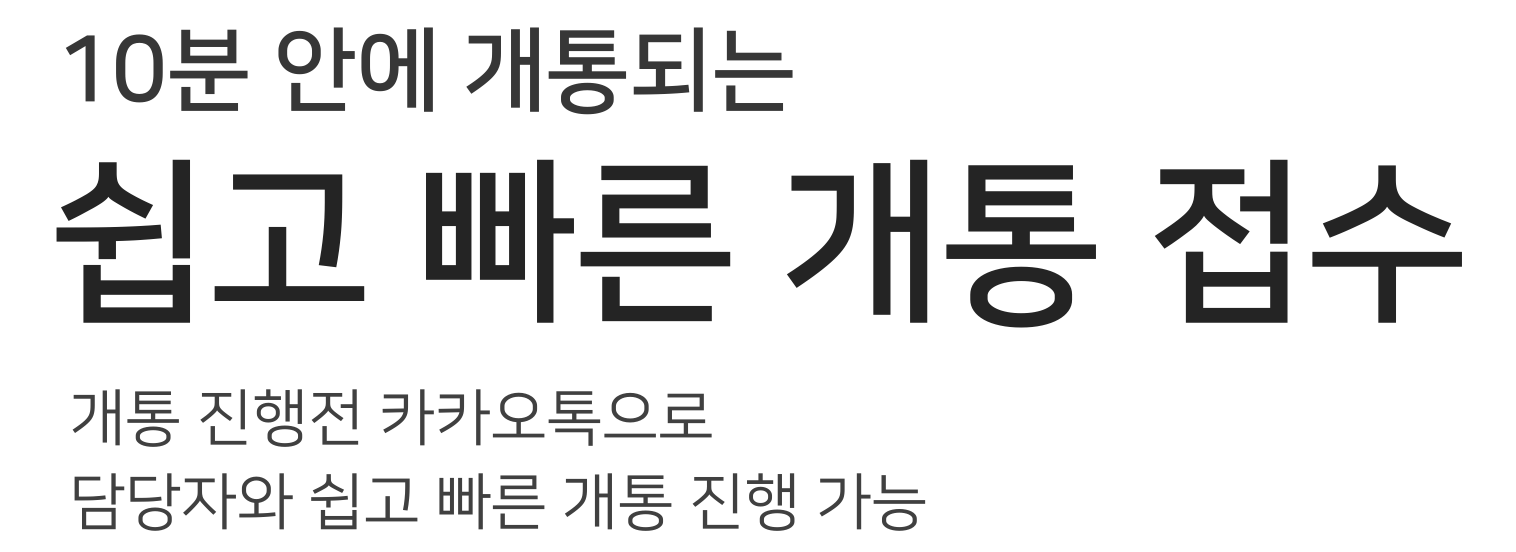 10분 안에 개통되는
쉽고 빠른 개통 접수
개통 진행전 카카오톡으로
담당자와 쉽고 빠른 개통 진행 가능